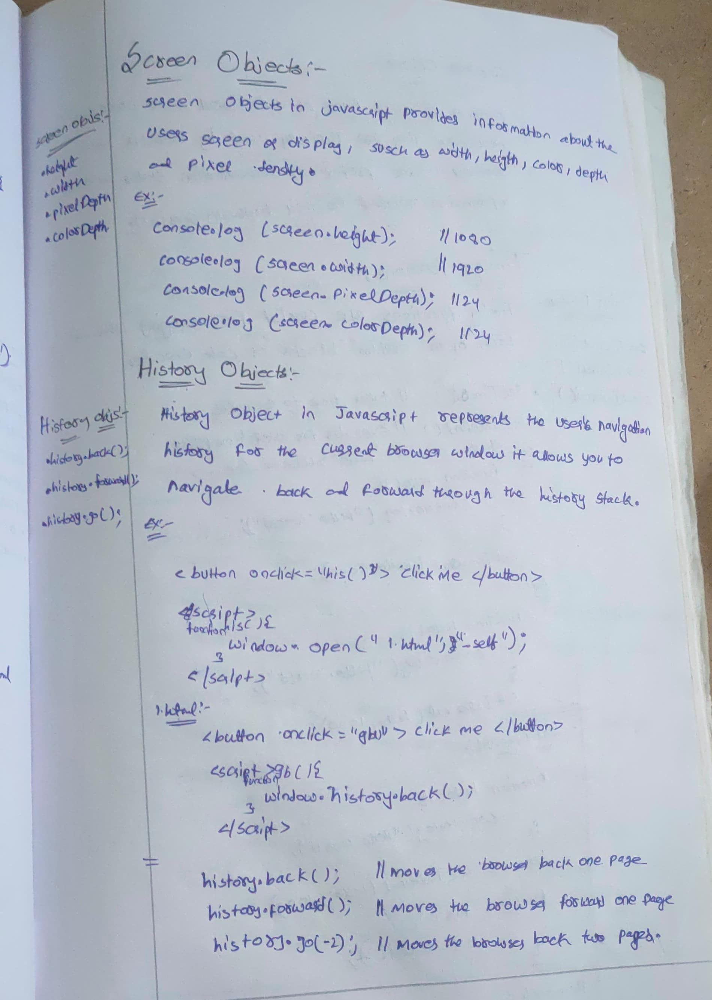 Screen Objects:-
screen Objects in javascript provides information about the
Users screen or display, susch as width, heigth, color, depth
and pixel density.
Ex:-
Console.log (screen.height); //1080
console.log (screen.width); //1920
console.log (screen.PixelDepth); //24
console.log (screen.colorDepth); //24
screen objs:-
.height
.width
.pixelDepth
.colorDepth
History Objects:-
History Object in Javascript represents the user's navigation
history for the current browser window it allows you to
navigate back and forward through the history stack.
History objs:-
.history.back();
.history.forward();
.history.go();
Ex:-
<button onclick="his()"> click me </button>
<script>
function his(){
window.open("1.html", "_self");
}
</script>
1.html:-
<button onclick="gb()"> click me </button>
<script> 
function gb(){
window.history.back();
}
</script>
=
history.back(); //moves the browser back one page
history.forward(); // moves the browser forward one page
history.go(-2); // moves the browser back two pages.